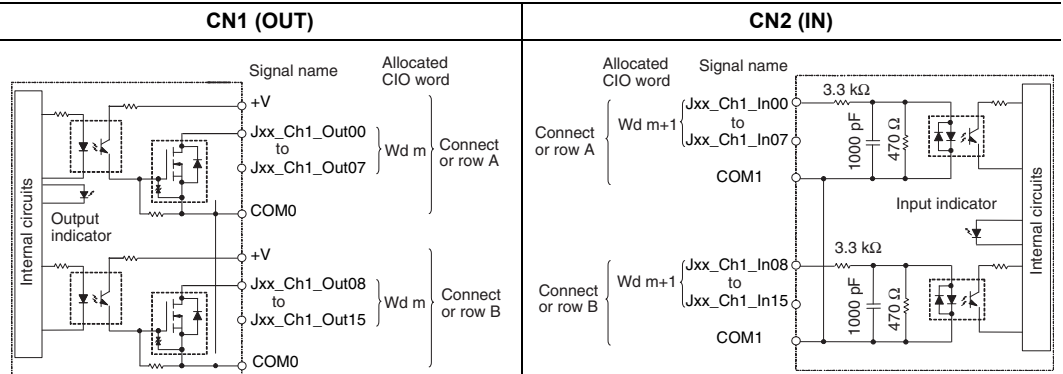 CN1 (OUT)
Signal name
Allocated
CIO word
+V
Jxx_Ch1_Out00
to
Jxx_Ch1_Out07
Wd m
Connect
or row A
COM0
Output
indicator
Internal circuits
+V
Jxx_Ch1_Out08
to
Jxx_Ch1_Out15
Wd m
Connect
or row B
COM0
CN2 (IN)
Allocated
CIO word
Signal name
3.3 kΩ
Connect
or row A
Wd m+1
Jxx_Ch1_In00
to
Jxx_Ch1_In07
1000 pF
470 Ω
COM1
Input indicator
Internal circuits
3.3 kΩ
Connect
or row B
Wd m+1
Jxx_Ch1_In08
to
Jxx_Ch1_In15
1000 pF
470 Ω
COM1